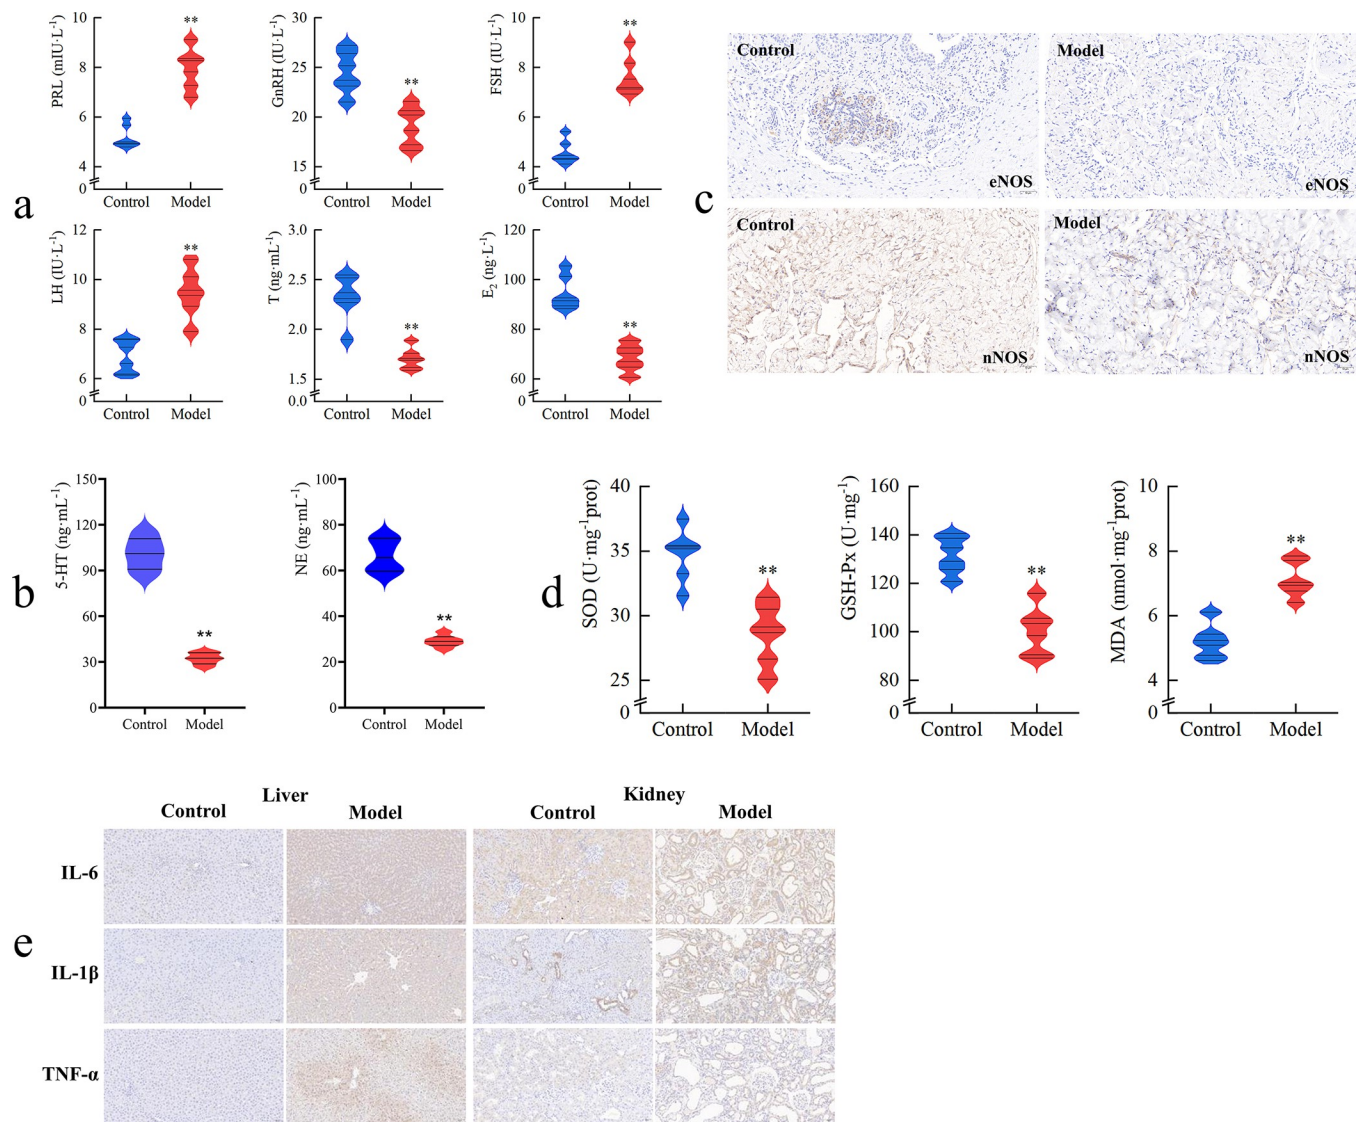 a
PRL (mIU·L⁻¹)
10
8
6
4
0
**
Control Model
GnRH (IU·L⁻¹)
30
25
20
15
0
**
Control Model
FSH (IU·L⁻¹)
10
8
6
4
0
**
Control Model
LH (IU·L⁻¹)
12
10
8
6
0
**
Control Model
T (ng·mL⁻¹)
3
2.5
2.0
1.5
0.0
**
Control Model
E₂ (ng·L⁻¹)
120
100
80
60
0
**
Control Model
c
Control
eNOS
Model
eNOS
Control
nNOS
Model
nNOS
b
5-HT (ng·mL⁻¹)
150
120
90
60
30
0
**
Control Model
NE (ng·mL⁻¹)
100
80
60
40
20
0
**
Control Model
d
SOD (U·mg⁻¹prot)
40
35
30
25
0
**
Control Model
GSH-Px (U·mg⁻¹)
160
140
120
100
80
0
**
Control Model
MDA (nmol·mg⁻¹prot)
10
8
6
4
0
**
Control Model
e
Liver Kidney
Control Model Control Model
IL-6
IL-1β
TNF-α